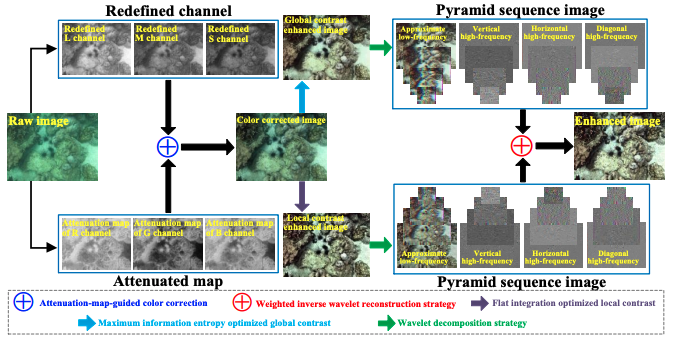 Redefined channel
Pyramid sequence image
Redefined
L channel
Redefined
M channel
Redefined
S channel
Global contrast
enhanced image
Approximate
low-frequency
Vertical
high-frequency
Horizontal
high-frequency
Diagonal
high-frequency
Raw image
Color corrected image
Enhanced image
Attenuation map
of R channel
Attenuation map
of G channel
Attenuation map
of B channel
Local contrast
enhanced image
Approximate
low-frequency
Vertical
high-frequency
Horizontal
high-frequency
Diagonal
high-frequency
Attenuated map
Pyramid sequence image
Attenuation-map-guided color correction
Weighted inverse wavelet reconstruction strategy
Flat integration optimized local contrast
Maximum information entropy optimized global contrast
Wavelet decomposition strategy